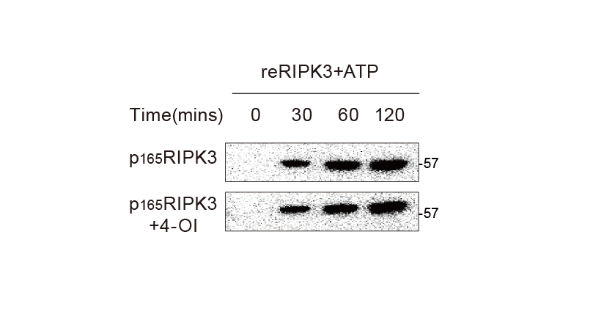 reRIPK3+ATP
Time(mins) 0 30 60 120
p165RIPK3 -57
p165RIPK3 -57
+4-OI